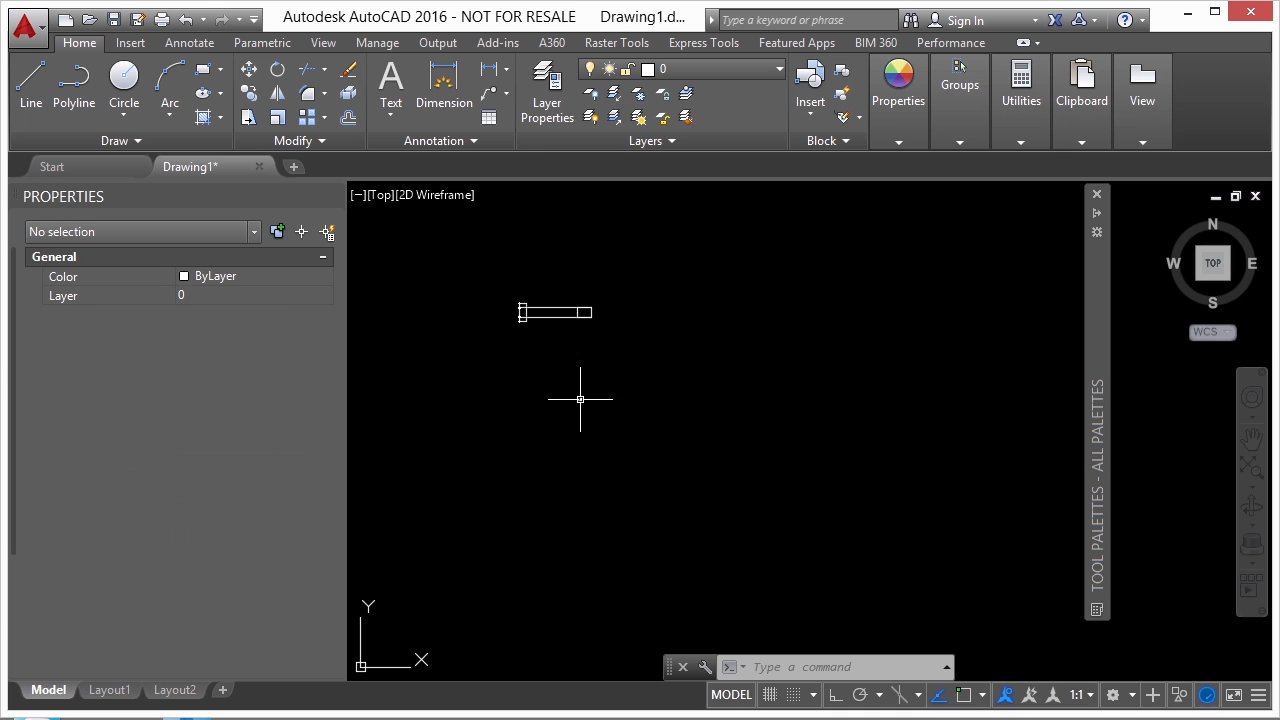 Autodesk AutoCAD 2016 - NOT FOR RESALE Drawing1.d...
Type a keyword or phrase
Sign In
Home Insert Annotate Parametric View Manage Output Add-ins A360 Raster Tools Express Tools Featured Apps BIM 360 Performance
Line Polyline Circle Arc
Text Dimension
Layer Properties
0
Insert
Properties Groups Utilities Clipboard View
Draw Modify Annotation Layers Block
Start Drawing1*
PROPERTIES
No selection
General
Color ByLayer
Layer 0
[−][Top][2D Wireframe]
N
W TOP E
S
WCS
TOOL PALETTES - ALL PALETTES
Y
X
Type a command
Model Layout1 Layout2
MODEL 1:1